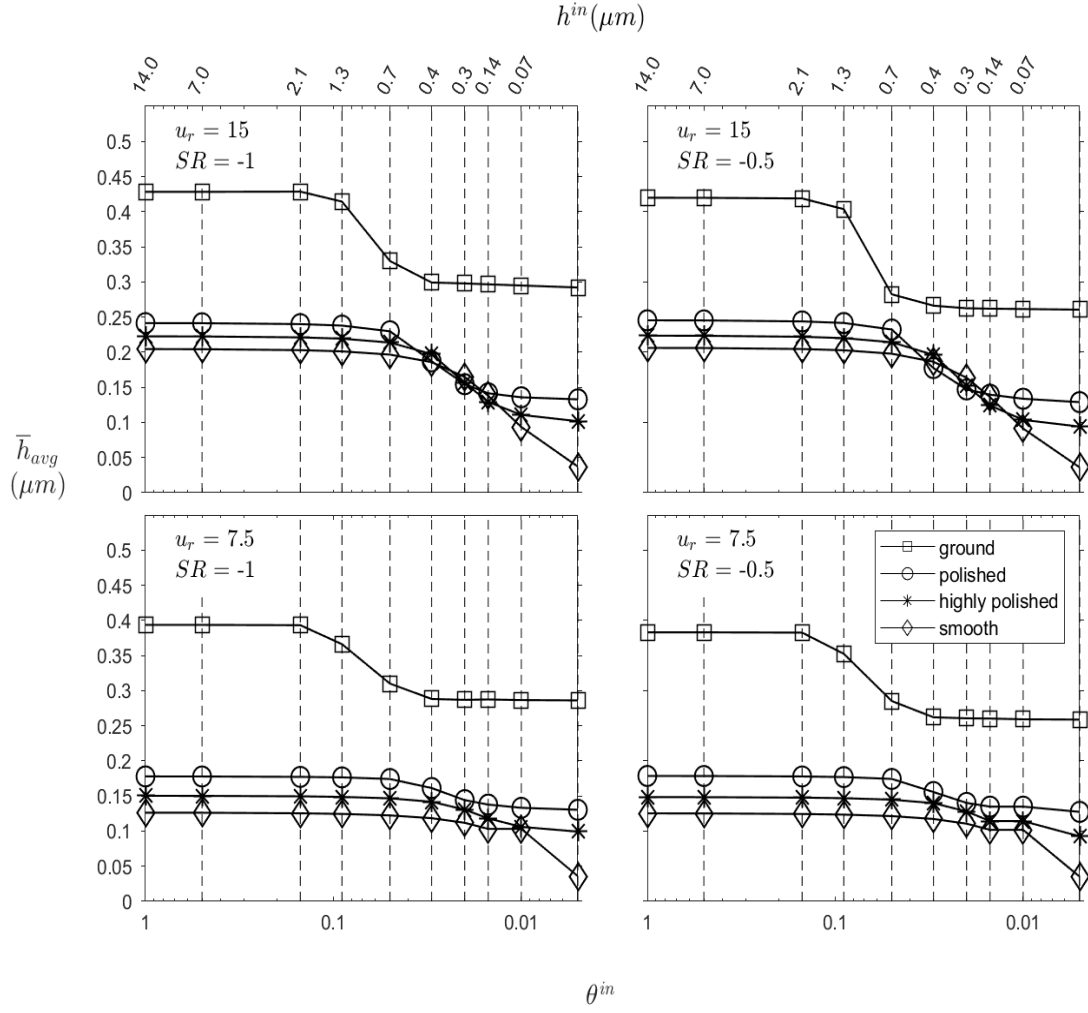 h^in(μm)
14.0 7.0 2.1 1.3 0.7 0.4 0.3 0.14 0.07
14.0 7.0 2.1 1.3 0.7 0.4 0.3 0.14 0.07
u_r = 15
SR = -1
u_r = 15
SR = -0.5
0.5
0.45
0.4
0.35
0.3
0.25
0.2
0.15
0.1
0.05
0
h̄_avg
(μm)
u_r = 7.5
SR = -1
u_r = 7.5
SR = -0.5
ground
polished
highly polished
smooth
0.5
0.4
0.35
0.3
0.25
0.2
0.15
0.1
0.05
0
1 0.1 0.01
1 0.1 0.01
θ^in